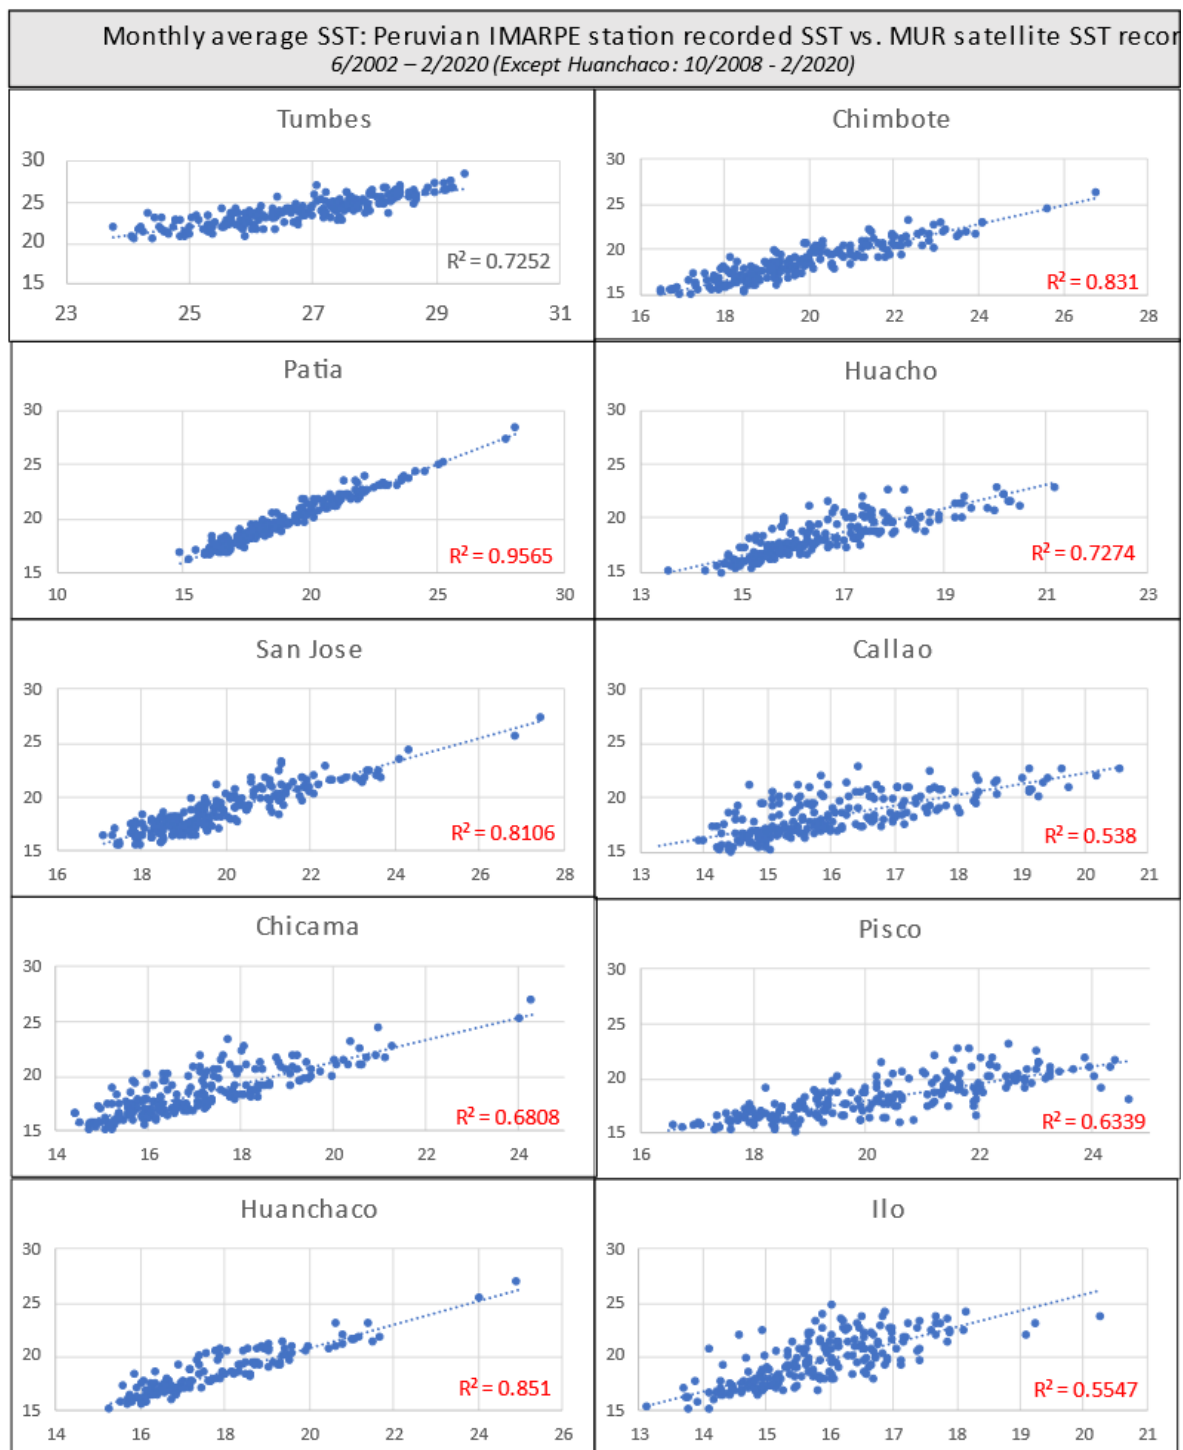 Monthly average SST: Peruvian IMARPE station recorded SST vs. MUR satellite SST recor
6/2002 – 2/2020 (Except Huanchaco: 10/2008 - 2/2020)
Tumbes
30
25
20
15
R² = 0.7252
23 25 27 29 31
Chimbote
30
25
20
15
R² = 0.831
16 18 20 22 24 26 28
Patia
30
25
20
15
R² = 0.9565
10 15 20 25 30
Huacho
30
25
20
15
R² = 0.7274
13 15 17 19 21 23
San Jose
30
25
20
15
R² = 0.8106
16 18 20 22 24 26 28
Callao
30
25
20
15
R² = 0.538
13 14 15 16 17 18 19 20 21
Chicama
30
25
20
15
R² = 0.6808
14 16 18 20 22 24
Pisco
30
25
20
15
R² = 0.6339
16 18 20 22 24
Huanchaco
30
25
20
15
R² = 0.851
14 16 18 20 22 24 26
Ilo
30
25
20
15
R² = 0.5547
13 14 15 16 17 18 19 20 21